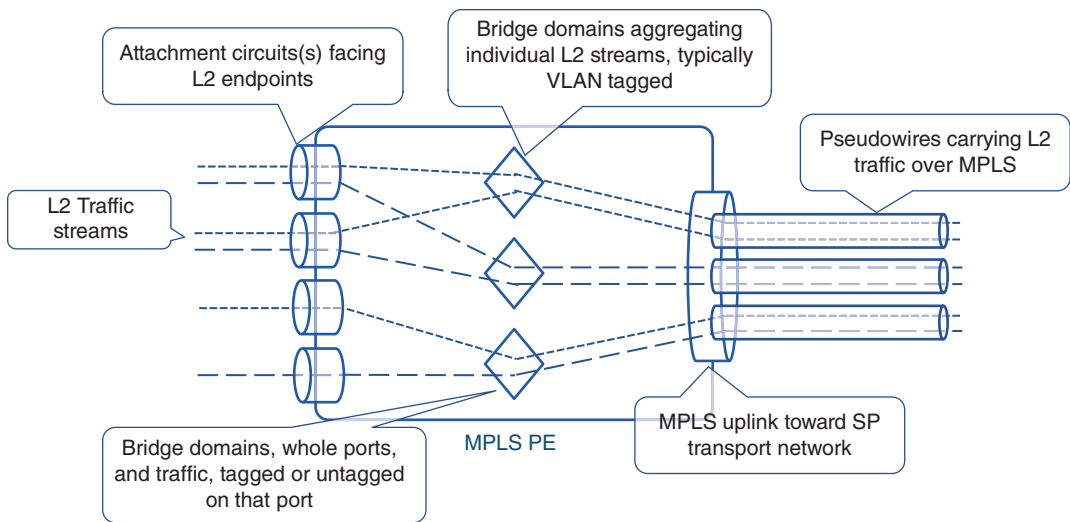 Attachment circuits(s) facing
L2 endpoints
Bridge domains aggregating
individual L2 streams, typically
VLAN tagged
Pseudowires carrying L2
traffic over MPLS
L2 Traffic
streams
Bridge domains, whole ports,
and traffic, tagged or untagged
on that port
MPLS PE
MPLS uplink toward SP
transport network